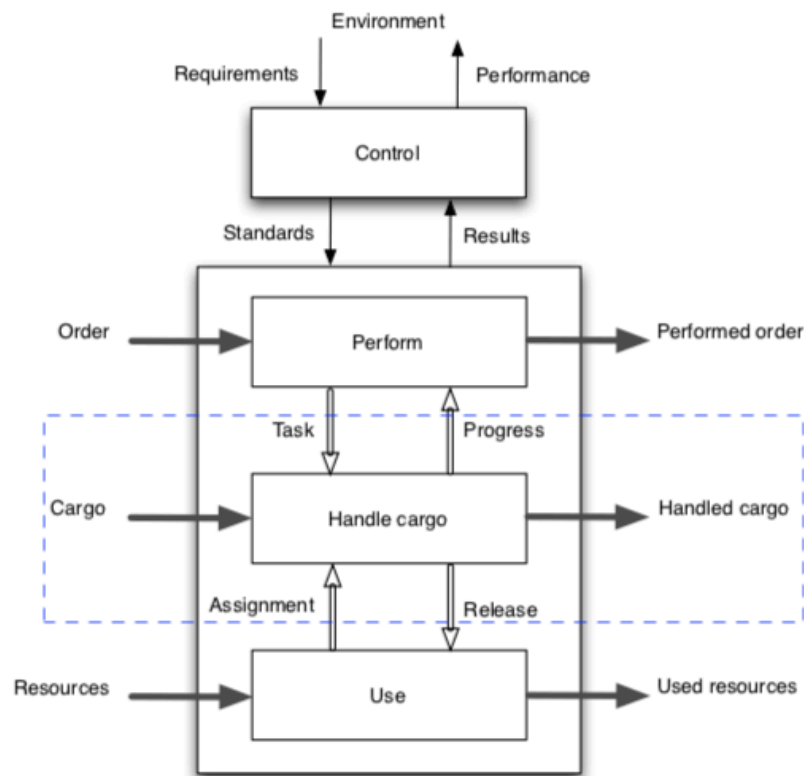 Environment
Requirements
Performance
Control
Standards
Results
Order
Perform
Performed order
Task
Progress
Cargo
Handle cargo
Handled cargo
Assignment
Release
Resources
Use
Used resources